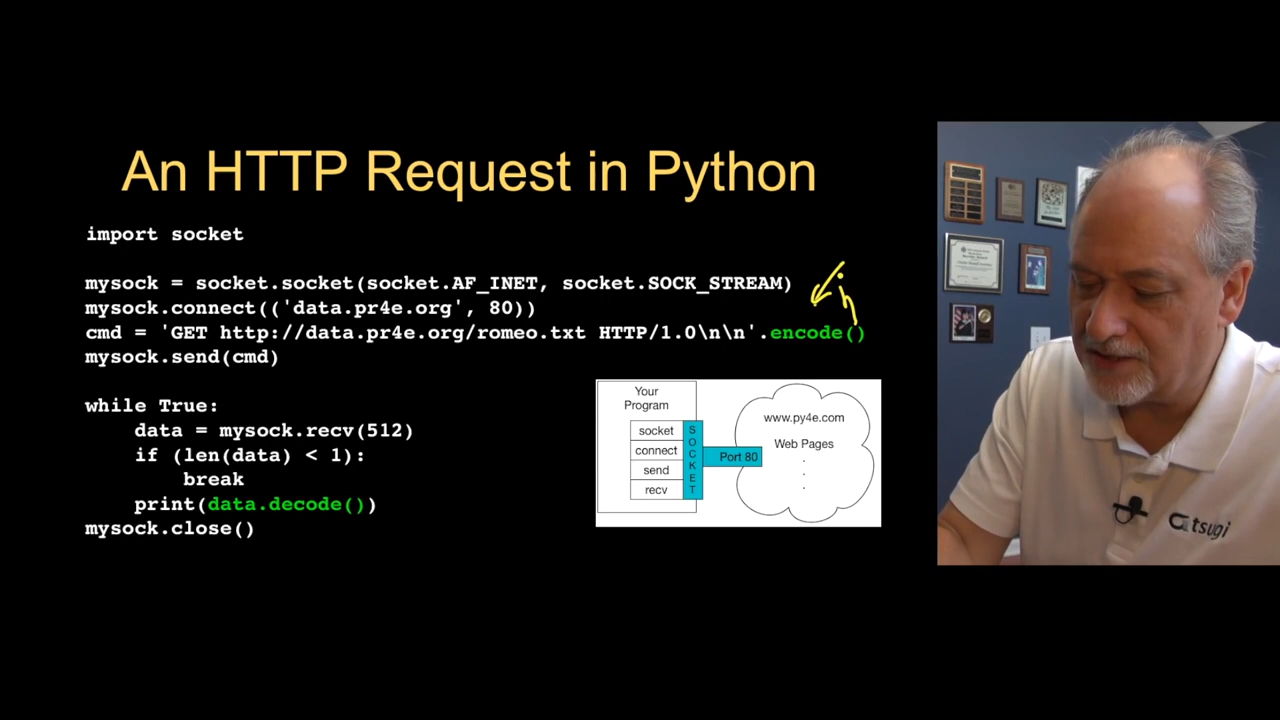 An HTTP Request in Python
import socket
mysock = socket.socket(socket.AF_INET, socket.SOCK_STREAM)
mysock.connect(('data.pr4e.org', 80))
cmd = 'GET http://data.pr4e.org/romeo.txt HTTP/1.0\n\n'.encode()
mysock.send(cmd)
while True:
    data = mysock.recv(512)
    if (len(data) < 1):
        break
    print(data.decode())
mysock.close()
Your
Program
socket
connect
send
recv
SOCKET
Port 80
www.py4e.com
Web Pages
.
.
.
tsugi